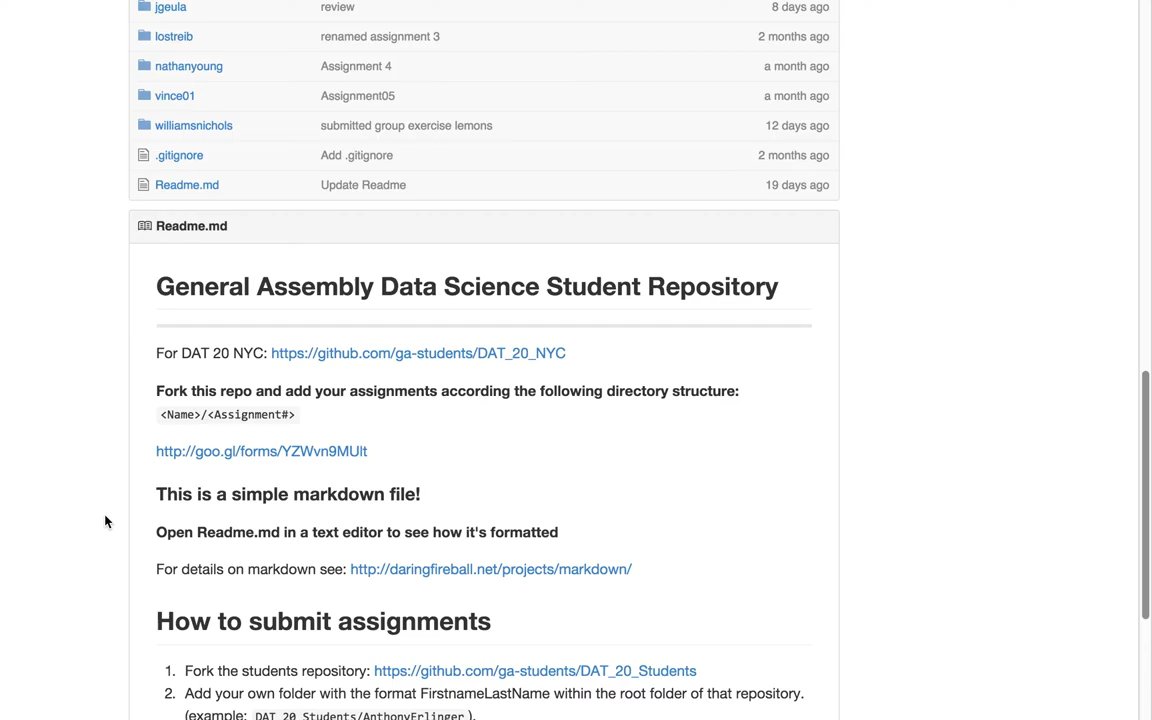 jgeula review 8 days ago
lostreib renamed assignment 3 2 months ago
nathanyoung Assignment 4 a month ago
vince01 Assignment05 a month ago
williamsnichols submitted group exercise lemons 12 days ago
.gitignore Add .gitignore 2 months ago
Readme.md Update Readme 19 days ago
Readme.md
General Assembly Data Science Student Repository
For DAT 20 NYC: https://github.com/ga-students/DAT_20_NYC
Fork this repo and add your assignments according the following directory structure:
<Name>/<Assignment#>
http://goo.gl/forms/YZWvn9MUlt
This is a simple markdown file!
Open Readme.md in a text editor to see how it's formatted
For details on markdown see: http://daringfireball.net/projects/markdown/
How to submit assignments
1. Fork the students repository: https://github.com/ga-students/DAT_20_Students
2. Add your own folder with the format FirstnameLastName within the root folder of that repository.
(example: DAT_20_Students/AnthonyErlinger ).